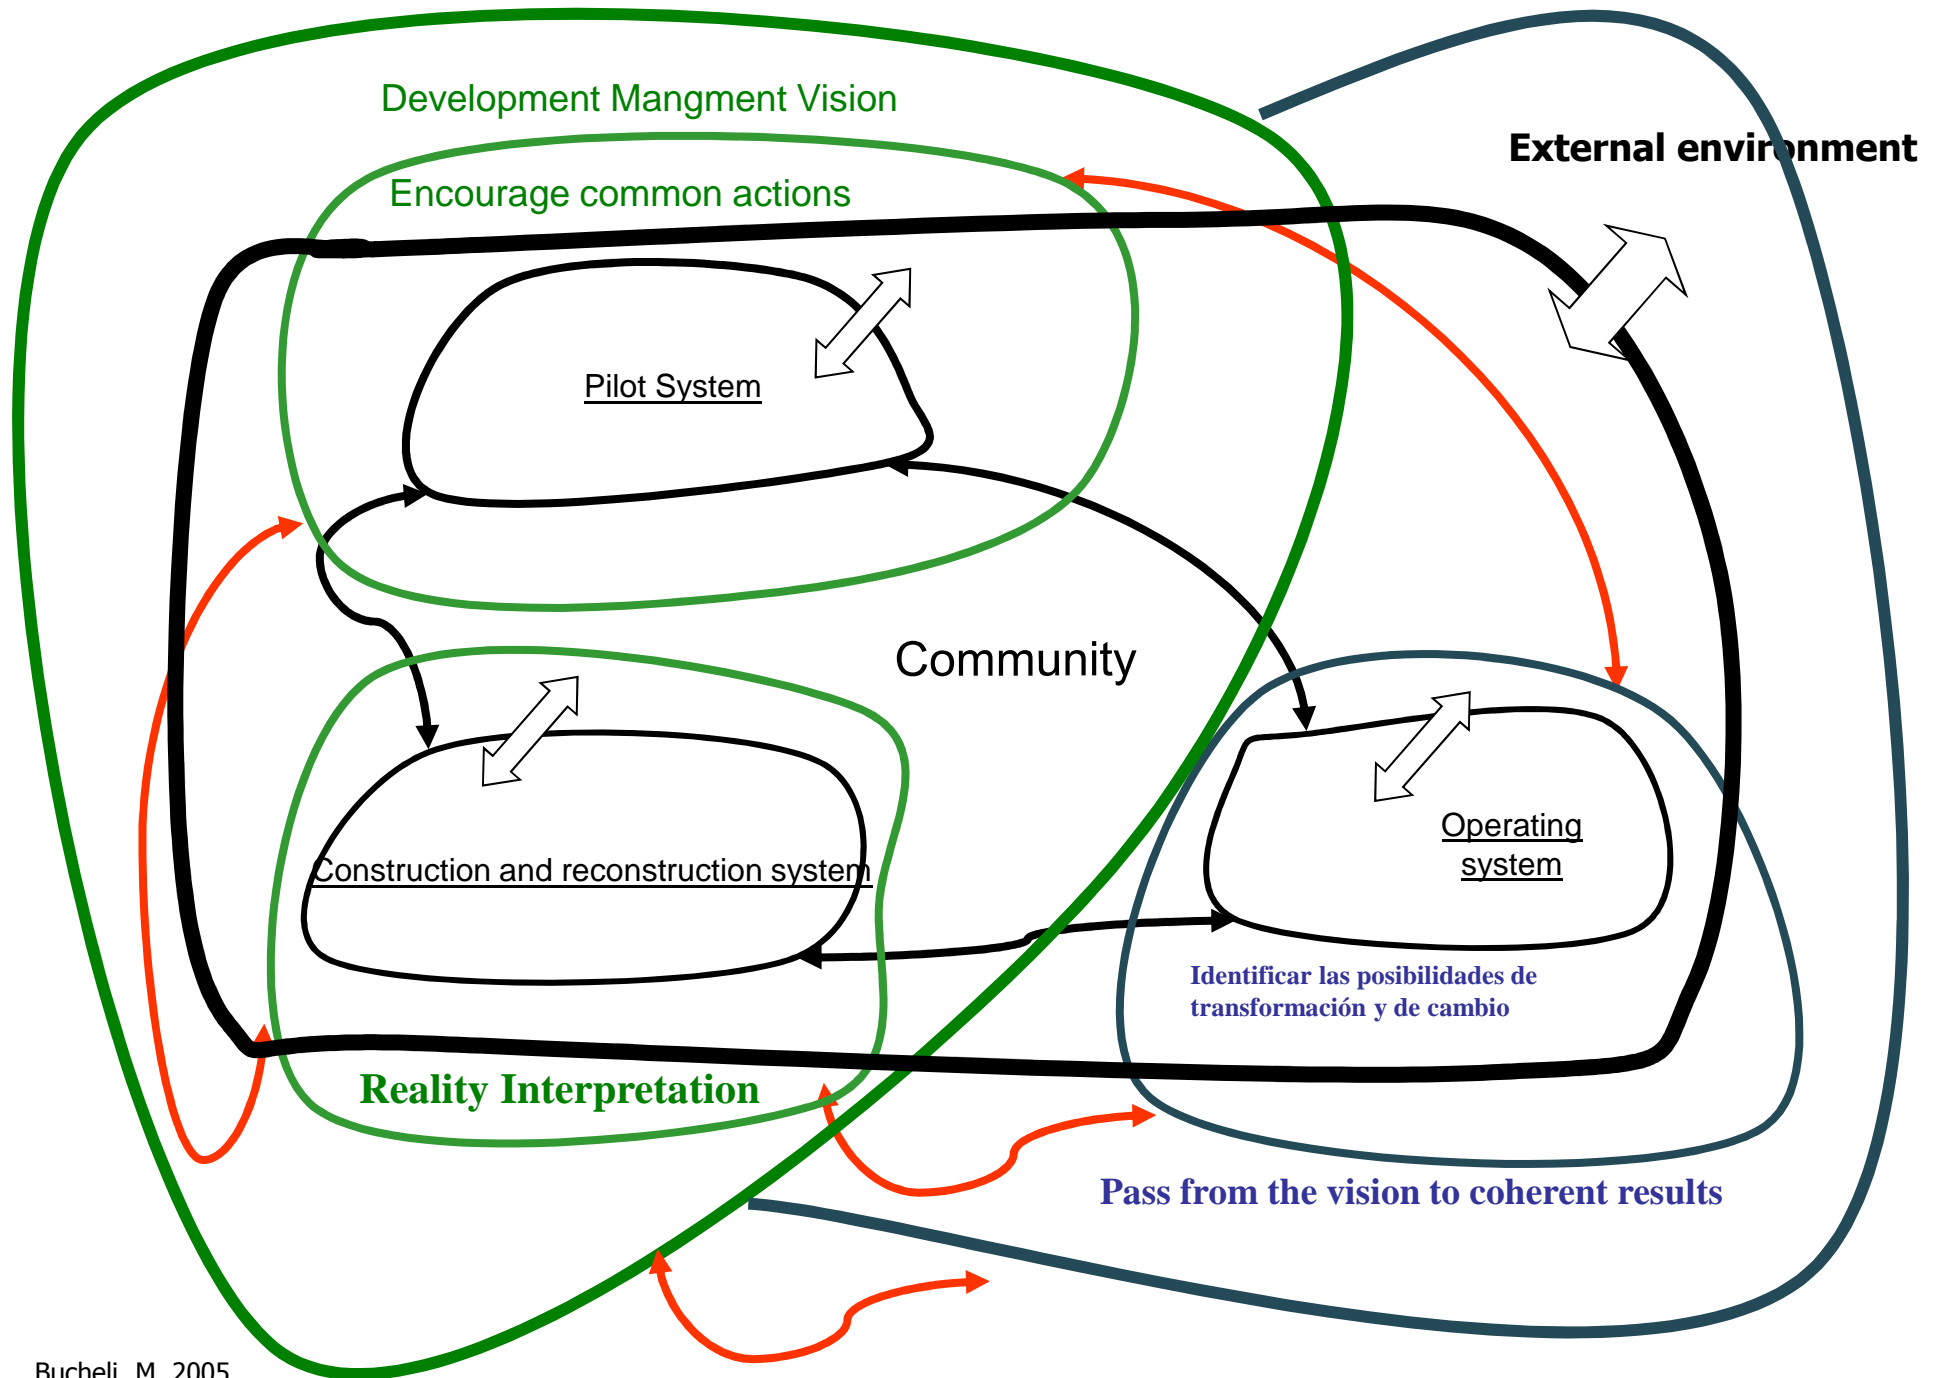 Development Mangment Vision
External environment
Encourage common actions
Pilot System
Community
Operating
system
Construction and reconstruction system
Identificar las posibilidades de
transformación y de cambio
Reality Interpretation
Pass from the vision to coherent results
Bucheli, M. 2005